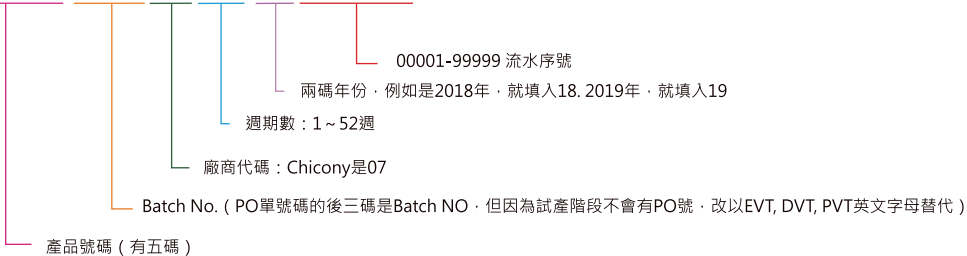 00001-99999 流水序號
兩碼年份，例如是2018年，就填入18. 2019年，就填入19
週期數：1～52週
廠商代碼：Chicony是07
Batch No.（PO單號碼的後三碼是Batch NO，但因為試產階段不會有PO號，改以EVT, DVT, PVT英文字母替代）
產品號碼（有五碼）